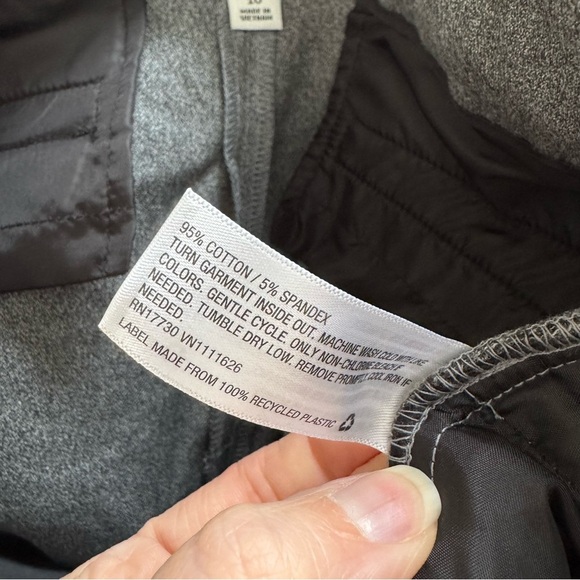 10
95% COTTON / 5% SPANDEX
TURN GARMENT INSIDE OUT. MACHINE WASH COLD WITH LIKE
COLORS. GENTLE CYCLE. ONLY NON-CHLORINE BLEACH IF
NEEDED. TUMBLE DRY LOW. REMOVE PROMPTLY. COOL IRON IF
NEEDED.
RN17730 VN1111626
LABEL MADE FROM 100% RECYCLED PLASTIC